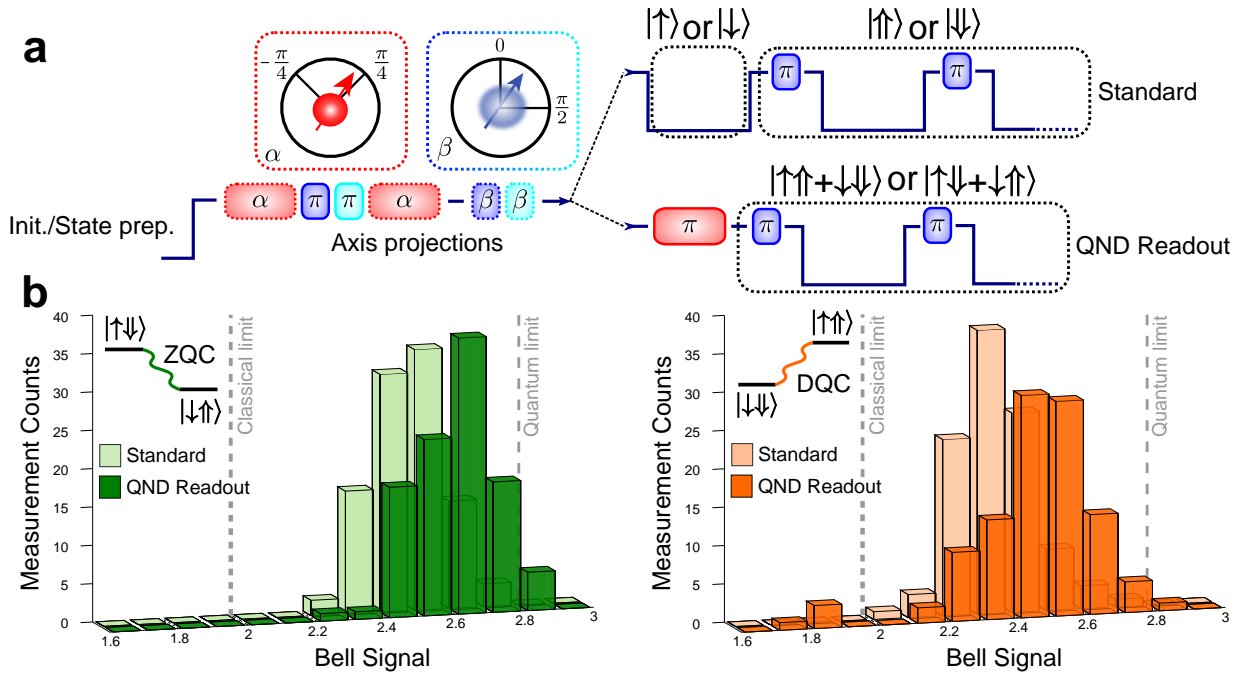 a
|↑⟩ or |↓⟩
|⇑⟩ or |⇓⟩
-π/4
π/4
α
0
π/2
β
π
π
Standard
Init./State prep.
α
π
π
α
β
β
Axis projections
|↑⇑+↓⇓⟩ or |↑⇓+↓⇑⟩
π
π
π
QND Readout
b
Measurement Counts
40
35
30
25
20
15
10
5
0
|↑⇓⟩
ZQC
|↓⇑⟩
Standard
QND Readout
Classical limit
Quantum limit
1.6
1.8
2
2.2
2.4
2.6
2.8
3
Bell Signal
Measurement Counts
40
35
30
25
20
15
10
5
0
|↑⇑⟩
DQC
|↓⇓⟩
Standard
QND Readout
Classical limit
Quantum limit
1.6
1.8
2
2.2
2.4
2.6
2.8
3
Bell Signal